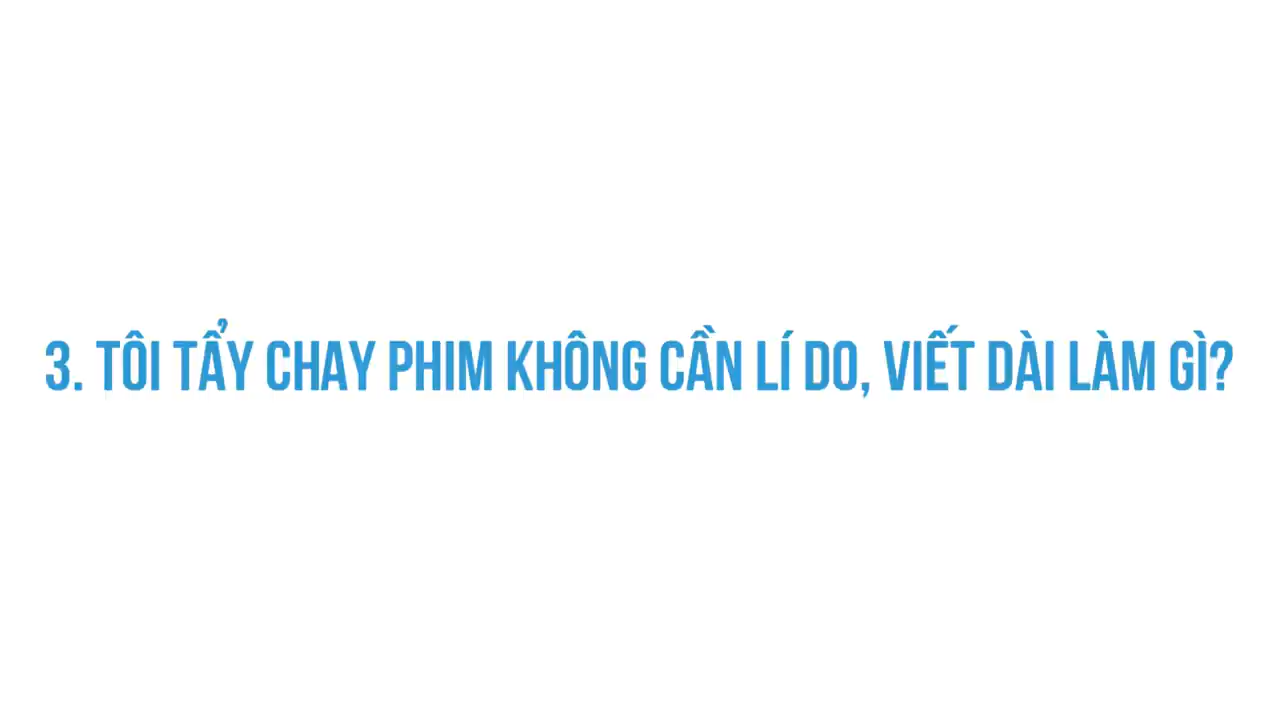 3. TÔI TẨY CHAY PHIM KHÔNG CẦN LÍ DO, VIẾT DÀI LÀM GÌ?